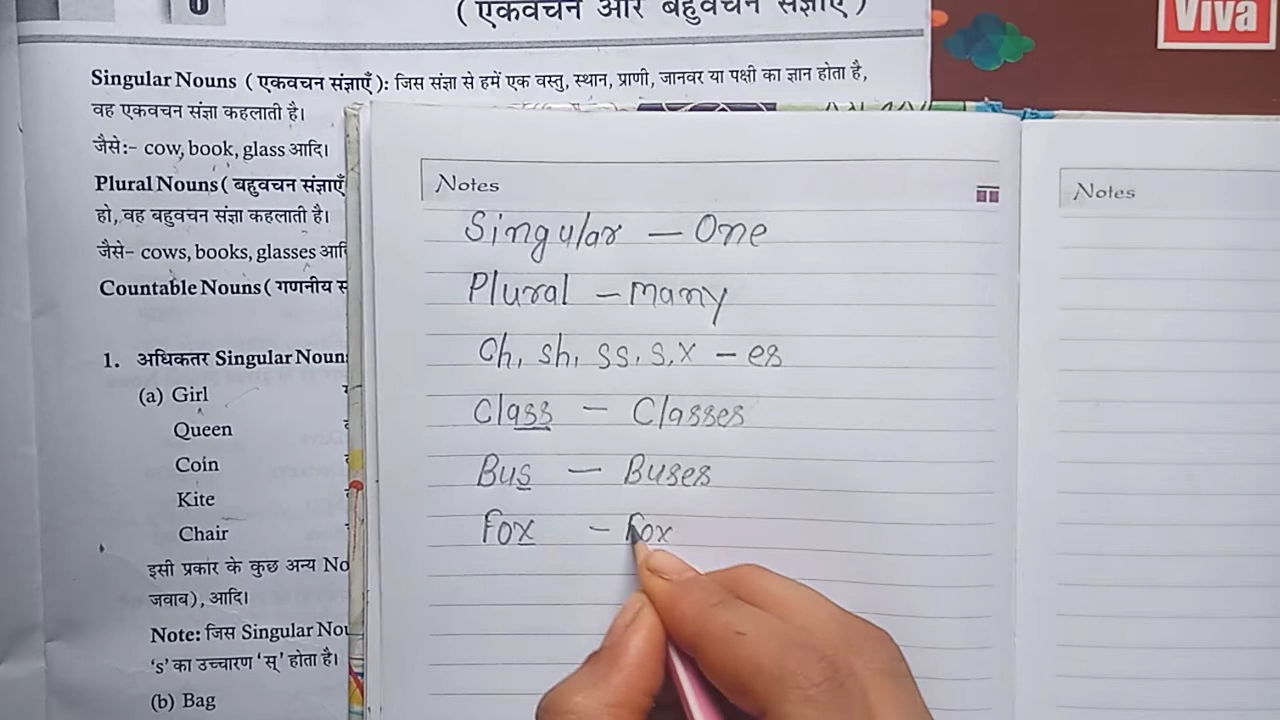 (एकवचन और बहुवचन संज्ञाएँ)
Viva
Singular Nouns (एकवचन संज्ञाएँ): जिस संज्ञा से हमें एक वस्तु, स्थान, प्राणी, जानवर या पक्षी का ज्ञान होता है,
वह एकवचन संज्ञा कहलाती है।
जैसे:- cow, book, glass आदि।
Plural Nouns (बहुवचन संज्ञाएँ
हो, वह बहुवचन संज्ञा कहलाती है।
जैसे- cows, books, glasses आदि
Countable Nouns (गणनीय स
1. अधिकतर Singular Noun
(a) Girl
Queen
Coin
Kite
Chair
इसी प्रकार के कुछ अन्य No
जवाब), आदि।
Note: जिस Singular Nou
's' का उच्चारण 'स्' होता है।
(b) Bag
Notes
Singular — One
Plural — Many
Ch, sh, ss, s, x — es
Class — Classes
Bus — Buses
Fox — Fox
Notes